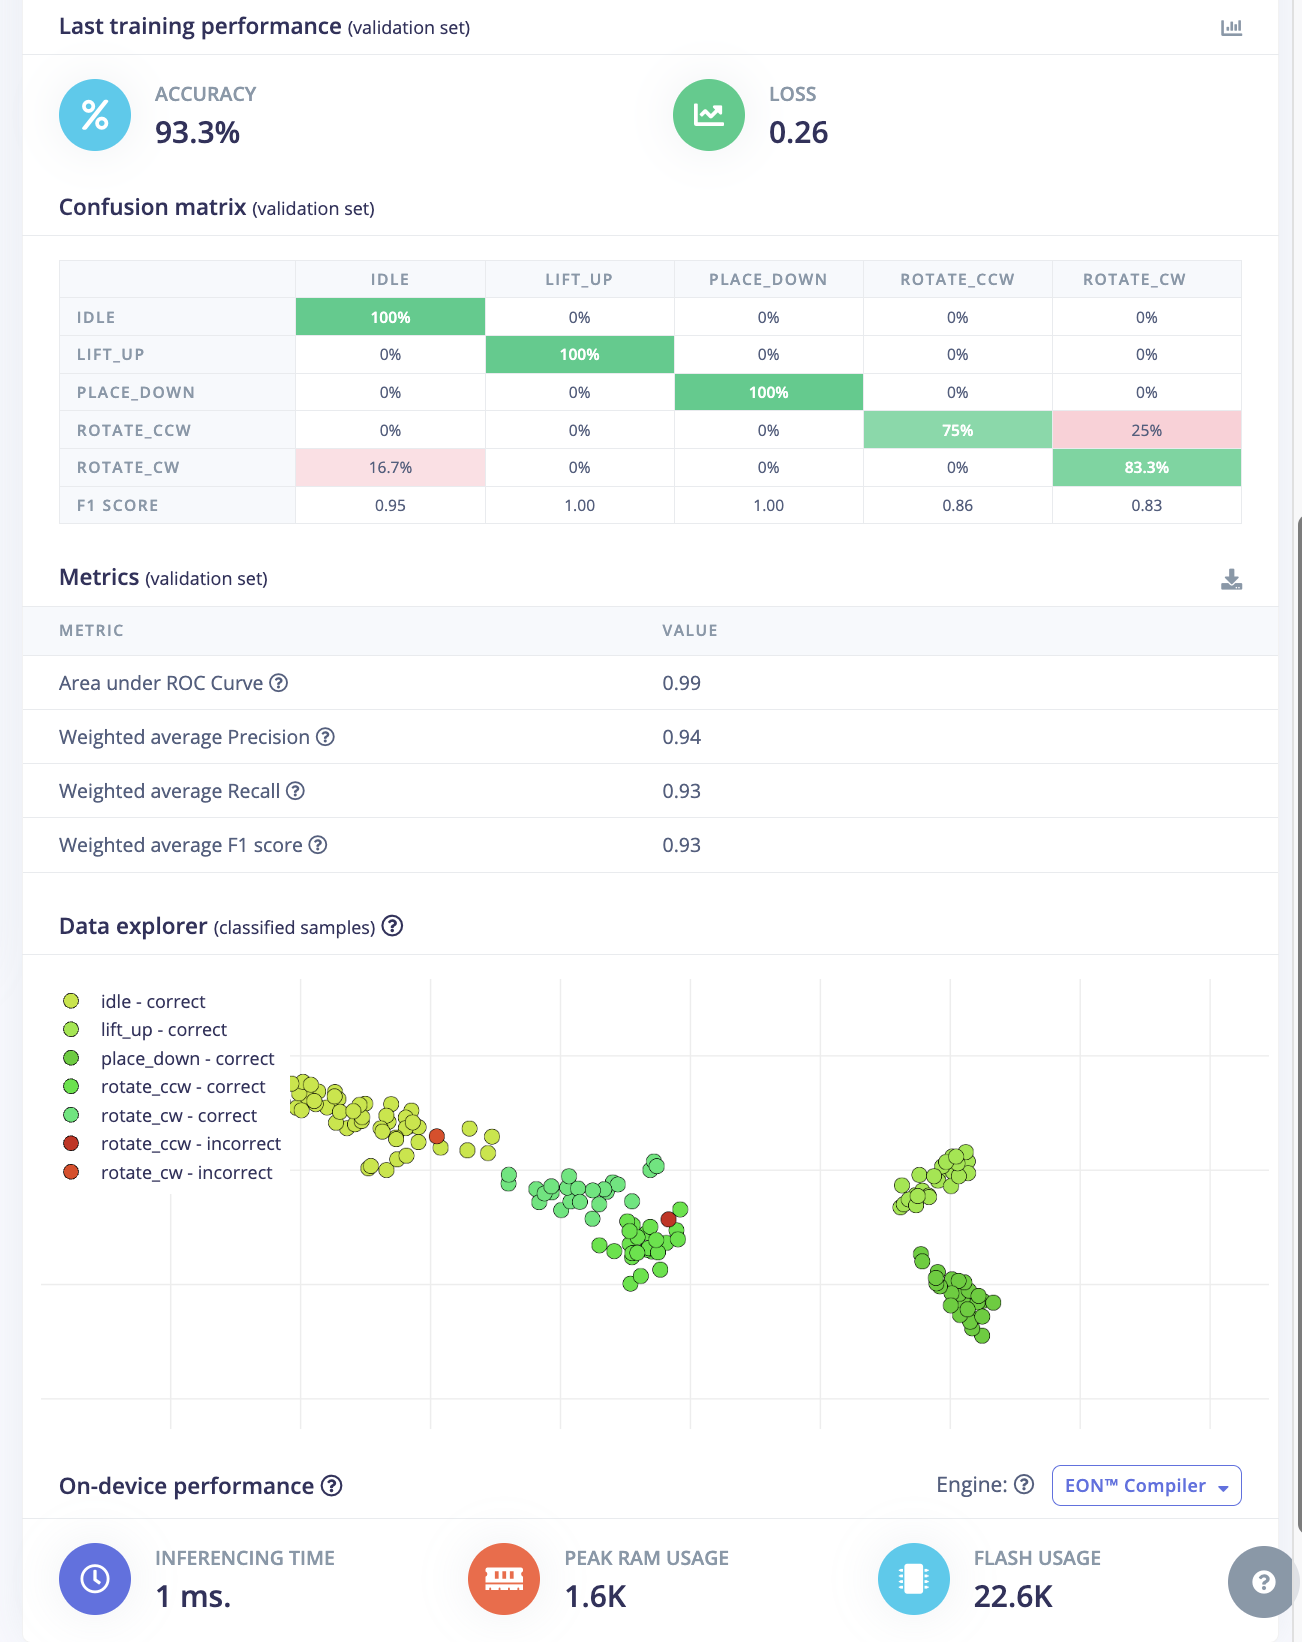 Last training performance (validation set)
ACCURACY
93.3%
LOSS
0.26
Confusion matrix (validation set)
IDLE LIFT_UP PLACE_DOWN ROTATE_CCW ROTATE_CW
IDLE 100% 0% 0% 0% 0%
LIFT_UP 0% 100% 0% 0% 0%
PLACE_DOWN 0% 0% 100% 0% 0%
ROTATE_CCW 0% 0% 0% 75% 25%
ROTATE_CW 16.7% 0% 0% 0% 83.3%
F1 SCORE 0.95 1.00 1.00 0.86 0.83
Metrics (validation set)
METRIC VALUE
Area under ROC Curve ? 0.99
Weighted average Precision ? 0.94
Weighted average Recall ? 0.93
Weighted average F1 score ? 0.93
Data explorer (classified samples) ?
idle - correct
lift_up - correct
place_down - correct
rotate_ccw - correct
rotate_cw - correct
rotate_ccw - incorrect
rotate_cw - incorrect
On-device performance ?
Engine: ? EON™ Compiler
INFERENCING TIME
1 ms.
PEAK RAM USAGE
1.6K
FLASH USAGE
22.6K
?